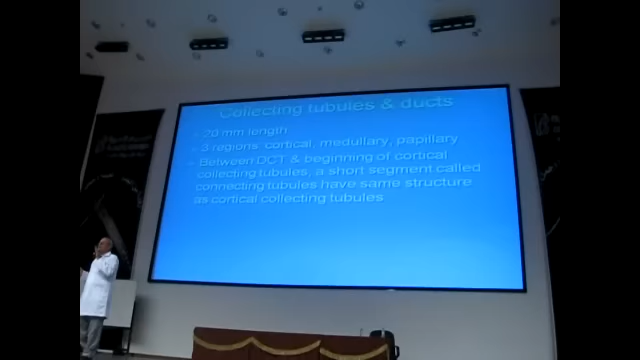 Collecting tubules & ducts
- 20 mm length
- 3 regions: cortical, medullary, papillary
- Between DCT & beginning of cortical
collecting tubules, a short segment called
connecting tubules have same structure
as cortical collecting tubules